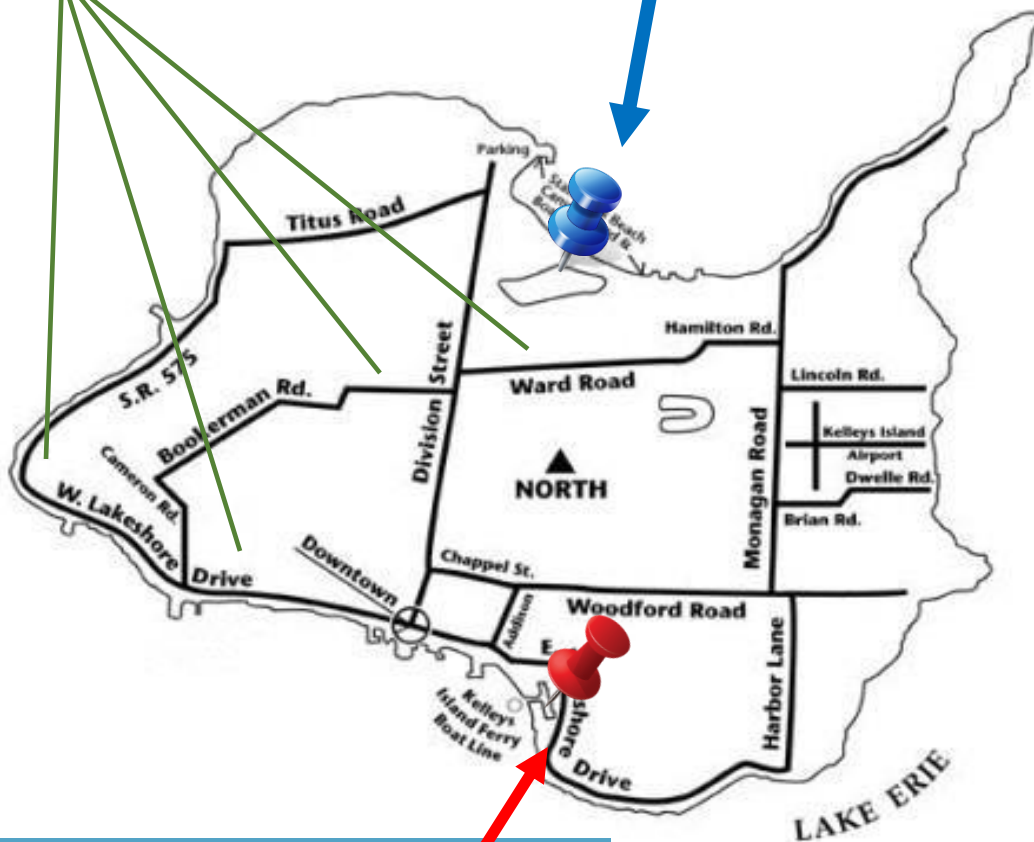 Parking
Beach
Titus Road
Hamilton Rd.
S.R. 575
Division Street
Ward Road
Lincoln Rd.
Bookerman Rd.
Kelleys Island
Airport
Cameron Rd.
Dwelle Rd.
NORTH
Monagan Road
W. Lakeshore
Drive
Brian Rd.
Downtown
Chappel St.
Addison
Woodford Road
E
shore
Drive
Harbor Lane
Kelleys
Island Ferry
Boat Line
LAKE ERIE